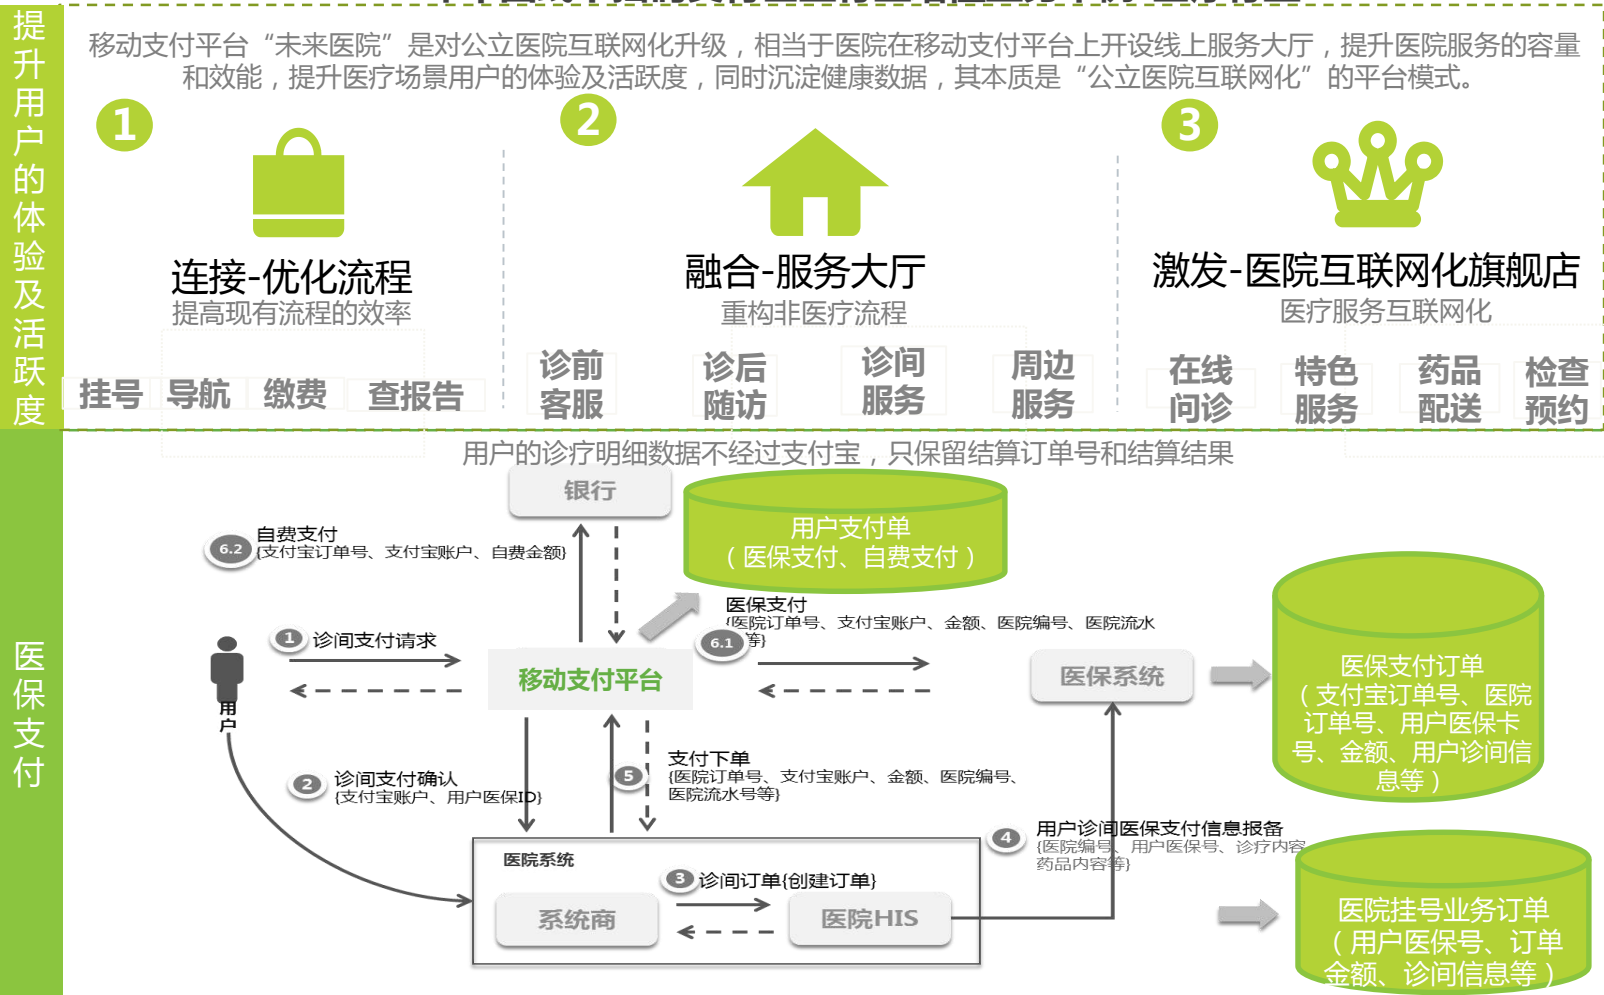 提升用户的体验及活跃度
移动支付平台“未来医院”是对公立医院互联网化升级，相当于医院在移动支付平台上开设线上服务大厅，提升医院服务的容量
和效能，提升医疗场景用户的体验及活跃度，同时沉淀健康数据，其本质是“公立医院互联网化”的平台模式。
1
2
3
连接-优化流程
提高现有流程的效率
融合-服务大厅
重构非医疗流程
激发-医院互联网化旗舰店
医疗服务互联网化
挂号
导航
缴费
查报告
诊前
客服
诊后
随访
诊间
服务
周边
服务
在线
问诊
特色
服务
药品
配送
检查
预约
医保支付
用户的诊疗明细数据不经过支付宝，只保留结算订单号和结算结果
银行
用户支付单
（医保支付、自费支付）
6.2
自费支付
{支付宝订单号、支付宝账户、自费金额}
医保支付
{医院订单号、支付宝账户、金额、医院编号、医院流水
等}
6.1
1
诊间支付请求
移动支付平台
医保系统
医保支付订单
（支付宝订单号、医院
订单号、用户医保卡
号、金额、用户诊间信
息等）
用户
2
诊间支付确认
{支付宝账户、用户医保ID}
5
支付下单
{医院订单号、支付宝账户、金额、医院编号、
医院流水号等}
4
用户诊间医保支付信息报备
{医院编号、用户医保号、诊疗内容
药品内容等}
医院系统
3
诊间订单{创建订单}
系统商
医院HIS
医院挂号业务订单
（用户医保号、订单
金额、诊间信息等）